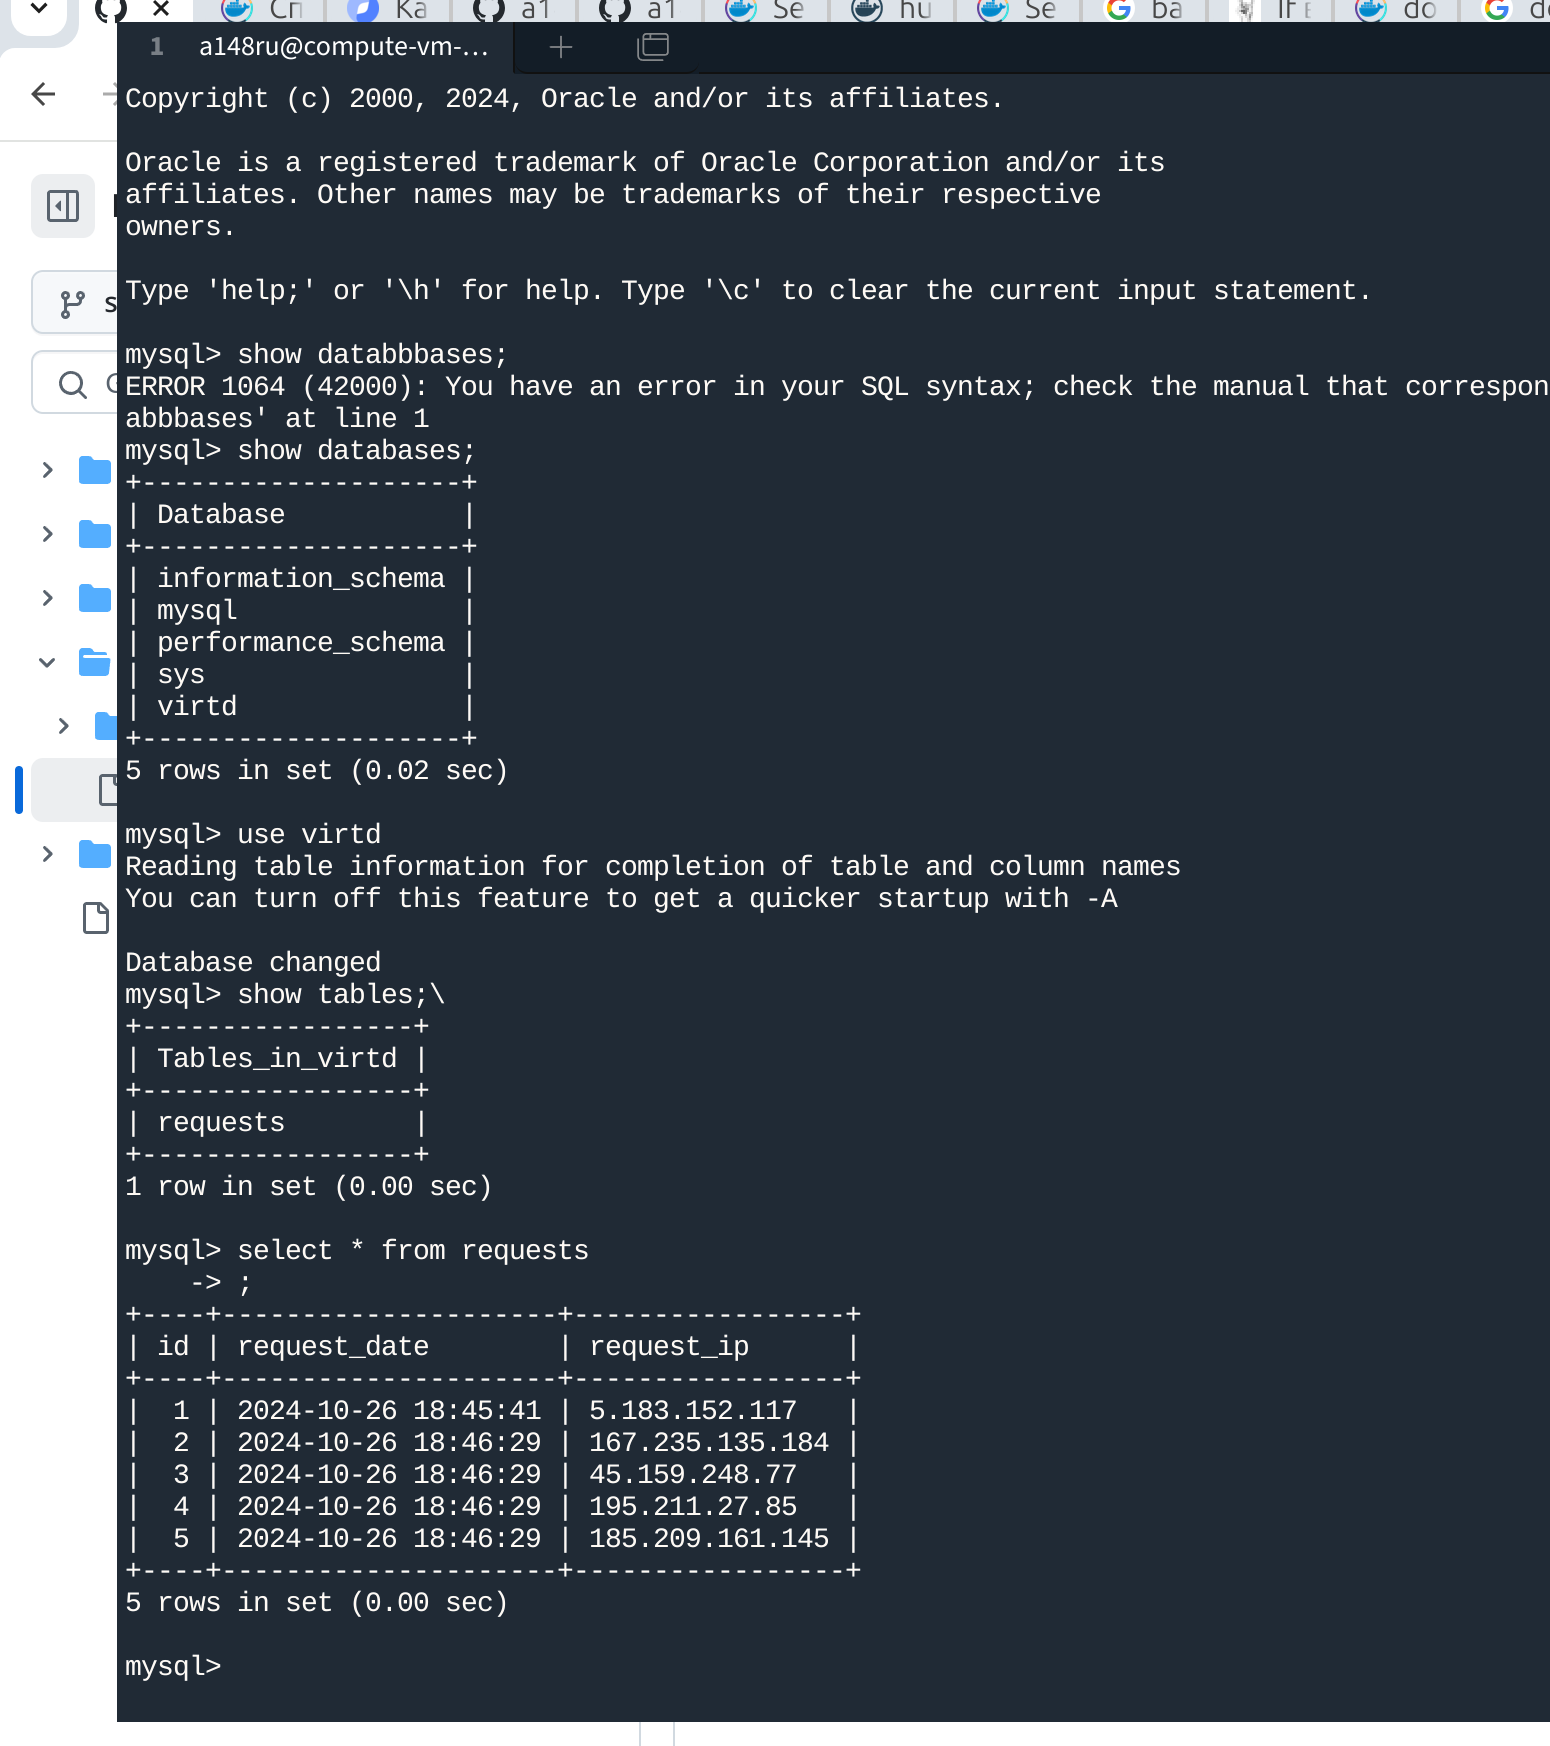 Cп Ka a1 a1 Se hu Se ba do
1 a148ru@compute-vm-...
Copyright (c) 2000, 2024, Oracle and/or its affiliates.
Oracle is a registered trademark of Oracle Corporation and/or its
affiliates. Other names may be trademarks of their respective
owners.
Type 'help;' or '\h' for help. Type '\c' to clear the current input statement.
mysql> show databbbases;
ERROR 1064 (42000): You have an error in your SQL syntax; check the manual that correspon
abbbases' at line 1
mysql> show databases;
+--------------------+
| Database           |
+--------------------+
| information_schema |
| mysql              |
| performance_schema |
| sys                |
| virtd              |
+--------------------+
5 rows in set (0.02 sec)
mysql> use virtd
Reading table information for completion of table and column names
You can turn off this feature to get a quicker startup with -A
Database changed
mysql> show tables;\
+-----------------+
| Tables_in_virtd |
+-----------------+
| requests        |
+-----------------+
1 row in set (0.00 sec)
mysql> select * from requests
    -> ;
+----+---------------------+-----------------+
| id | request_date        | request_ip      |
+----+---------------------+-----------------+
|  1 | 2024-10-26 18:45:41 | 5.183.152.117   |
|  2 | 2024-10-26 18:46:29 | 167.235.135.184 |
|  3 | 2024-10-26 18:46:29 | 45.159.248.77   |
|  4 | 2024-10-26 18:46:29 | 195.211.27.85   |
|  5 | 2024-10-26 18:46:29 | 185.209.161.145 |
+----+---------------------+-----------------+
5 rows in set (0.00 sec)
mysql>